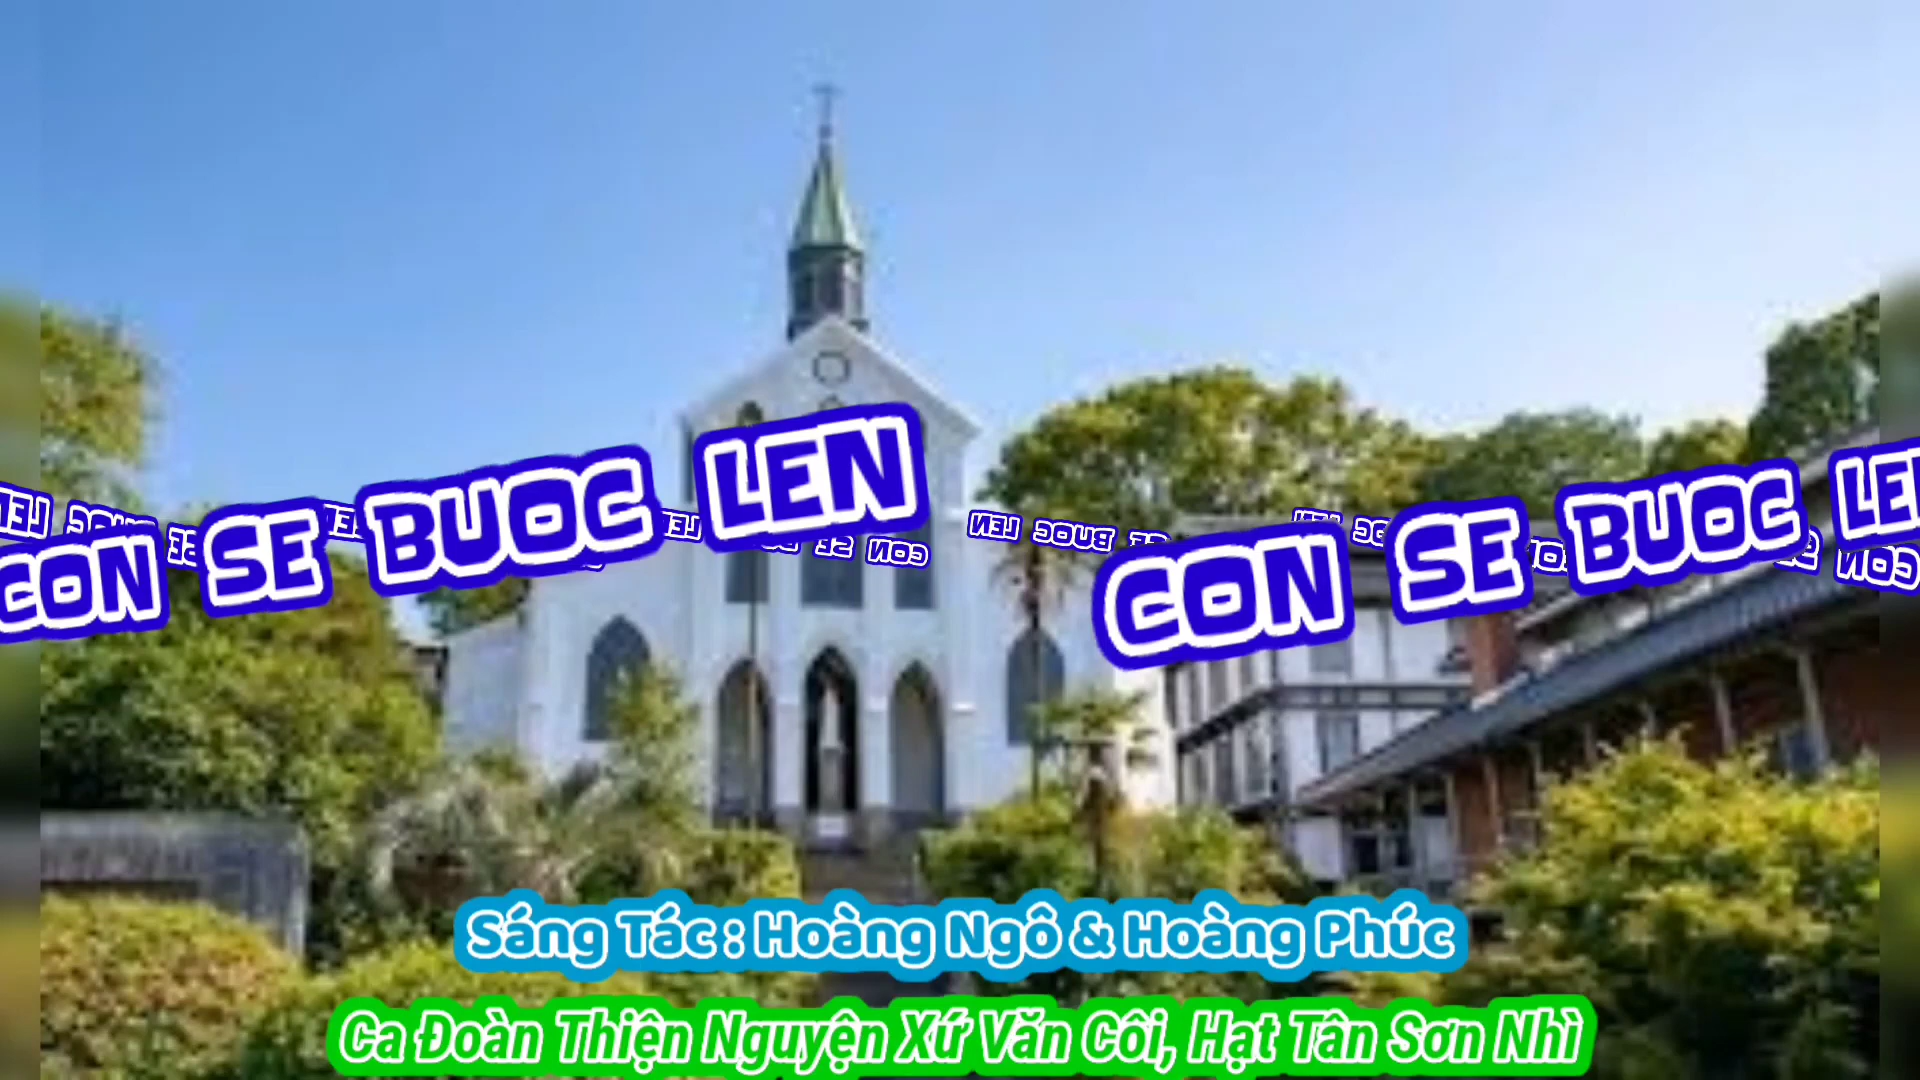 CON SE BUOC LEN
CON SE BUOC LEN
Sáng Tác : Hoàng Ngô & Hoàng Phúc
Ca Đoàn Thiện Nguyện Xứ Văn Côi, Hạt Tân Sơn Nhì